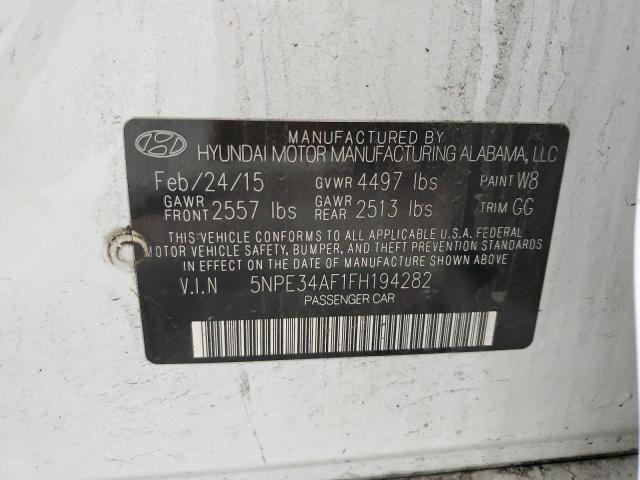 MANUFACTURED BY
HYUNDAI MOTOR MANUFACTURING ALABAMA, LLC
Feb/24/15 GVWR 4497 lbs PAINT W8
GAWR FRONT 2557 lbs GAWR REAR 2513 lbs TRIM GG
THIS VEHICLE CONFORMS TO ALL APPLICABLE U.S.A. FEDERAL
MOTOR VEHICLE SAFETY, BUMPER, AND THEFT PREVENTION STANDARDS
IN EFFECT ON THE DATE OF MANUFACTURE SHOWN ABOVE
V.I.N 5NPE34AF1FH194282
PASSENGER CAR